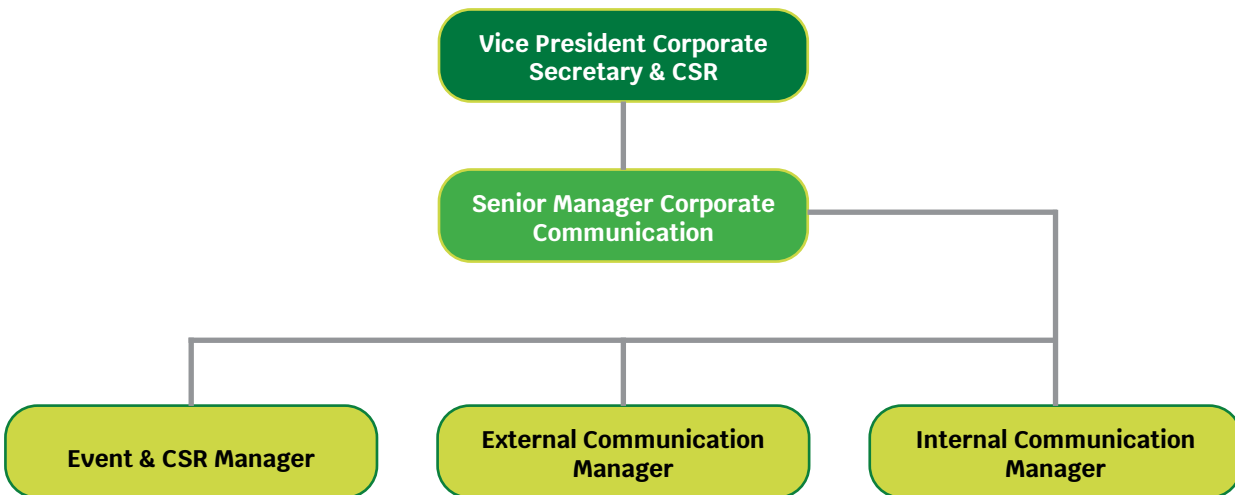 Vice President Corporate
Secretary & CSR
Senior Manager Corporate
Communication
Event & CSR Manager
External Communication
Manager
Internal Communication
Manager